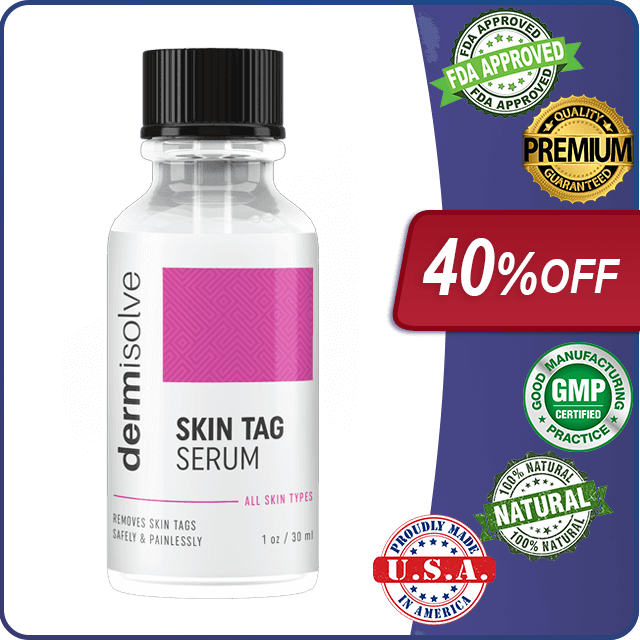 dermisolve
SKIN TAG
SERUM
ALL SKIN TYPES
REMOVES SKIN TAGS
SAFELY & PAINLESSLY
1 oz / 30 ml
FDA APPROVED
FDA APPROVED
FDA APPROVED
QUALITY
PREMIUM
GUARANTEED
40%OFF
GOOD MANUFACTURING
GMP
CERTIFIED
PRACTICE
100% NATURAL
NATURAL
100% NATURAL
PROUDLY MADE
U.S.A.
IN AMERICA